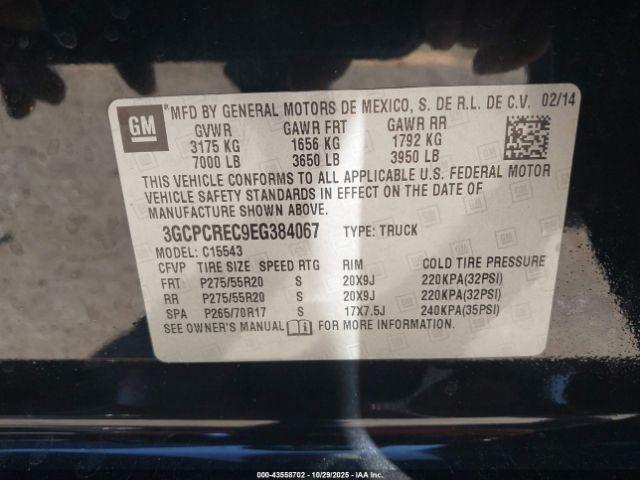 GM
*MFD BY GENERAL MOTORS DE MEXICO, S. DE R.L. DE C.V. 02/14
GVWR GAWR FRT GAWR RR
3175 KG 1656 KG 1792 KG
7000 LB 3650 LB 3950 LB
THIS VEHICLE CONFORMS TO ALL APPLICABLE U.S. FEDERAL MOTOR
VEHICLE SAFETY STANDARDS IN EFFECT ON THE DATE OF
MANUFACTURE SHOWN ABOVE.
3GCPCREC9EG384067 TYPE: TRUCK
MODEL: C15543
CFVP TIRE SIZE SPEED RTG RIM COLD TIRE PRESSURE
FRT P275/55R20 S 20X9J 220KPA(32PSI)
RR P275/55R20 S 20X9J 220KPA(32PSI)
SPA P265/70R17 S 17X7.5J 240KPA(35PSI)
SEE OWNER'S MANUAL FOR MORE INFORMATION.
000-43558702 | 10/29/2025 - IAA, Inc.